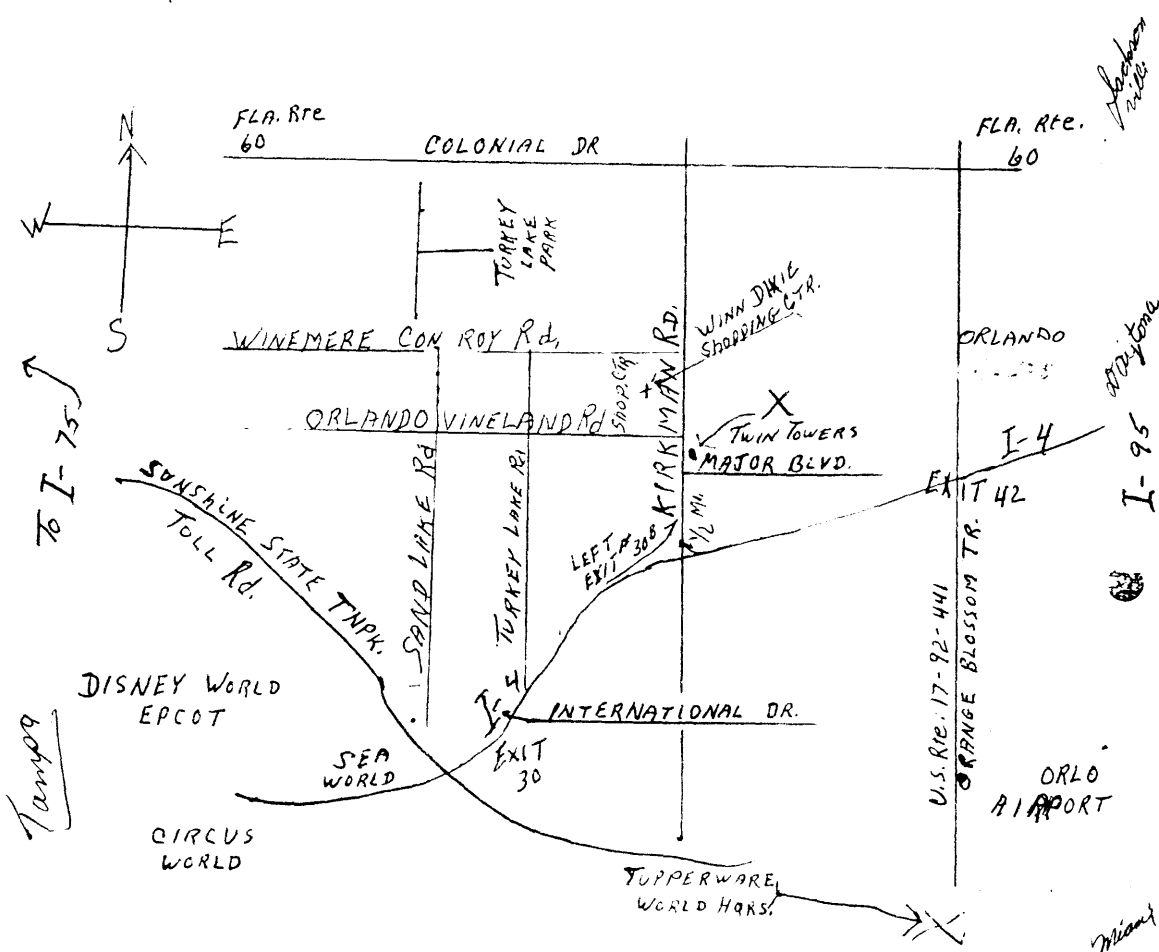 Jackson
ville
FLA. Rte
60
COLONIAL DR
FLA. Rte.
60
N
W
E
S
TURKEY
LAKE
PARK
WINN DIXIE
SHOPPING CTR.
WINEMERE CONROY Rd.
ORLANDO
Daytona
SHOP. CTR
KIRKMAN RD.
To I-75
ORLANDO VINELAND Rd
X
TWIN TOWERS
MAJOR BLVD.
I-4
I-95
EXIT 42
SUNSHINE STATE TNPK.
TOLL Rd.
SAND LAKE Rd
TURKEY LAKE Rd
LEFT
EXIT # 30B
1/2 Mi.
U.S. Rte. 17-92-441
ORANGE BLOSSOM TR.
DISNEY WORLD
EPCOT
I-4
INTERNATIONAL DR.
EXIT
30
SEA
WORLD
Tampa
ORLO
AIRPORT
CIRCUS
WORLD
TUPPERWARE
WORLD HQRS.
Miami